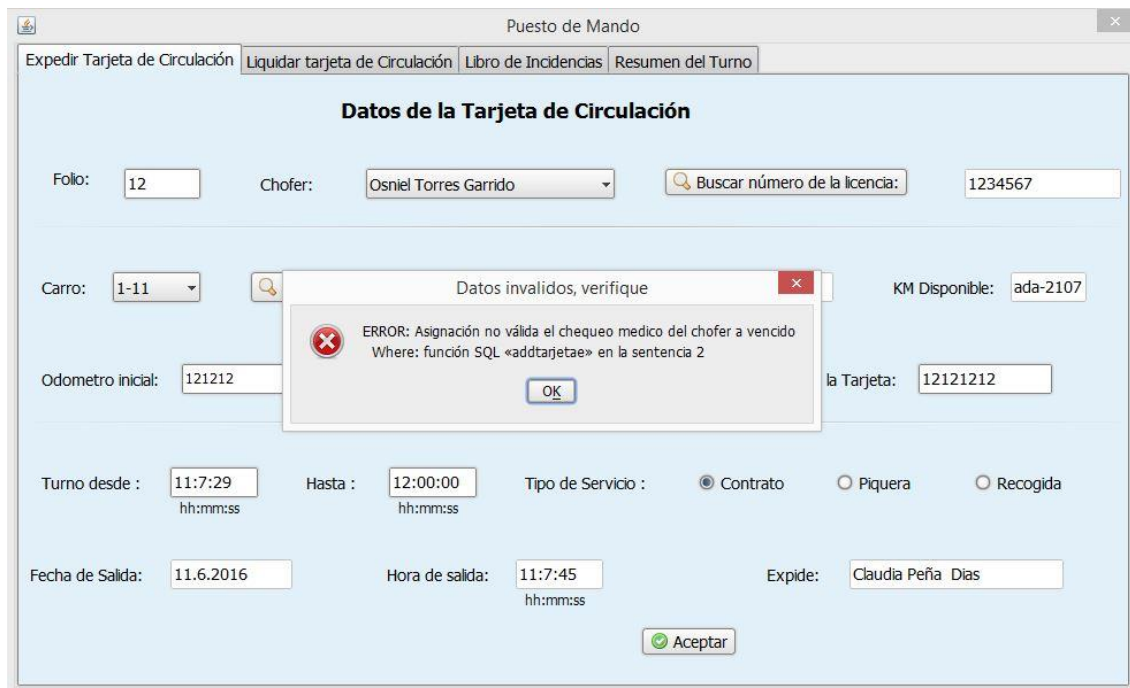 Puesto de Mando
Expedir Tarjeta de Circulación Liquidar tarjeta de Circulación Libro de Incidencias Resumen del Turno
Datos de la Tarjeta de Circulación
Folio: 12 Chofer: Osniel Torres Garrido Buscar número de la licencia: 1234567
Carro: 1-11 KM Disponible: ada-2107
Datos invalidos, verifique
ERROR: Asignación no válida el chequeo medico del chofer a vencido
Where: función SQL «addtarjetae» en la sentencia 2
OK
Odometro inicial: 121212 la Tarjeta: 12121212
Turno desde : 11:7:29 Hasta : 12:00:00 Tipo de Servicio : Contrato Piquera Recogida
hh:mm:ss hh:mm:ss
Fecha de Salida: 11.6.2016 Hora de salida: 11:7:45 Expide: Claudia Peña Dias
hh:mm:ss
Aceptar